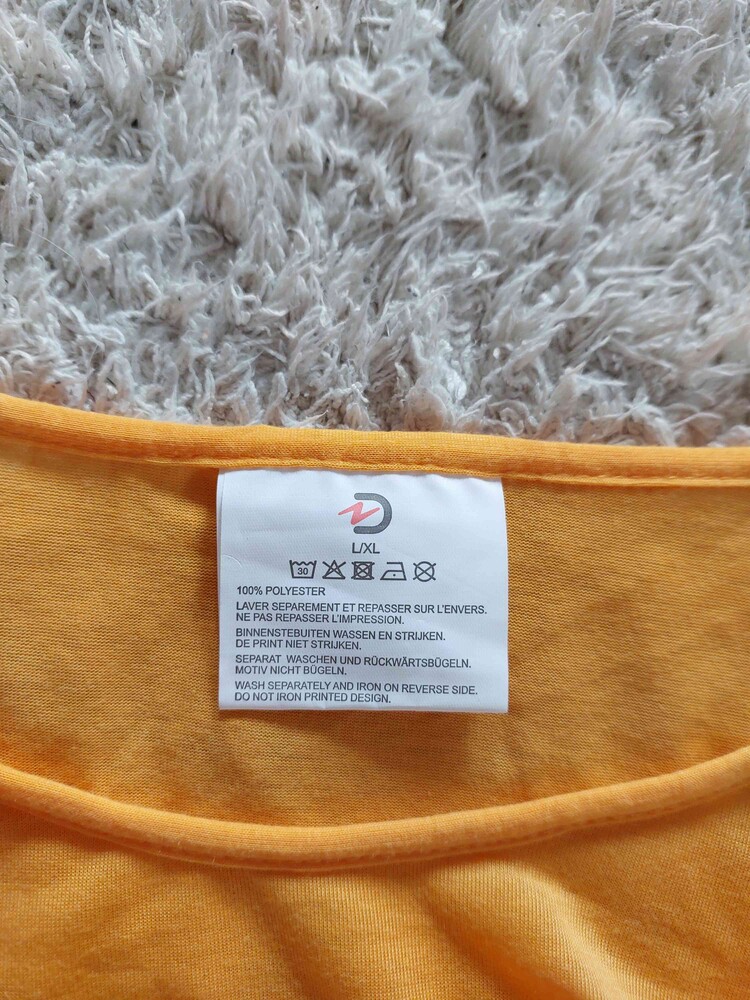 L/XL
30
100% POLYESTER
LAVER SEPAREMENT ET REPASSER SUR L'ENVERS.
NE PAS REPASSER L'IMPRESSION.
BINNENSTEBUITEN WASSEN EN STRIJKEN.
DE PRINT NIET STRIJKEN.
SEPARAT WASCHEN UND RÜCKWÄRTSBÜGELN.
MOTIV NICHT BÜGELN.
WASH SEPARATELY AND IRON ON REVERSE SIDE.
DO NOT IRON PRINTED DESIGN.